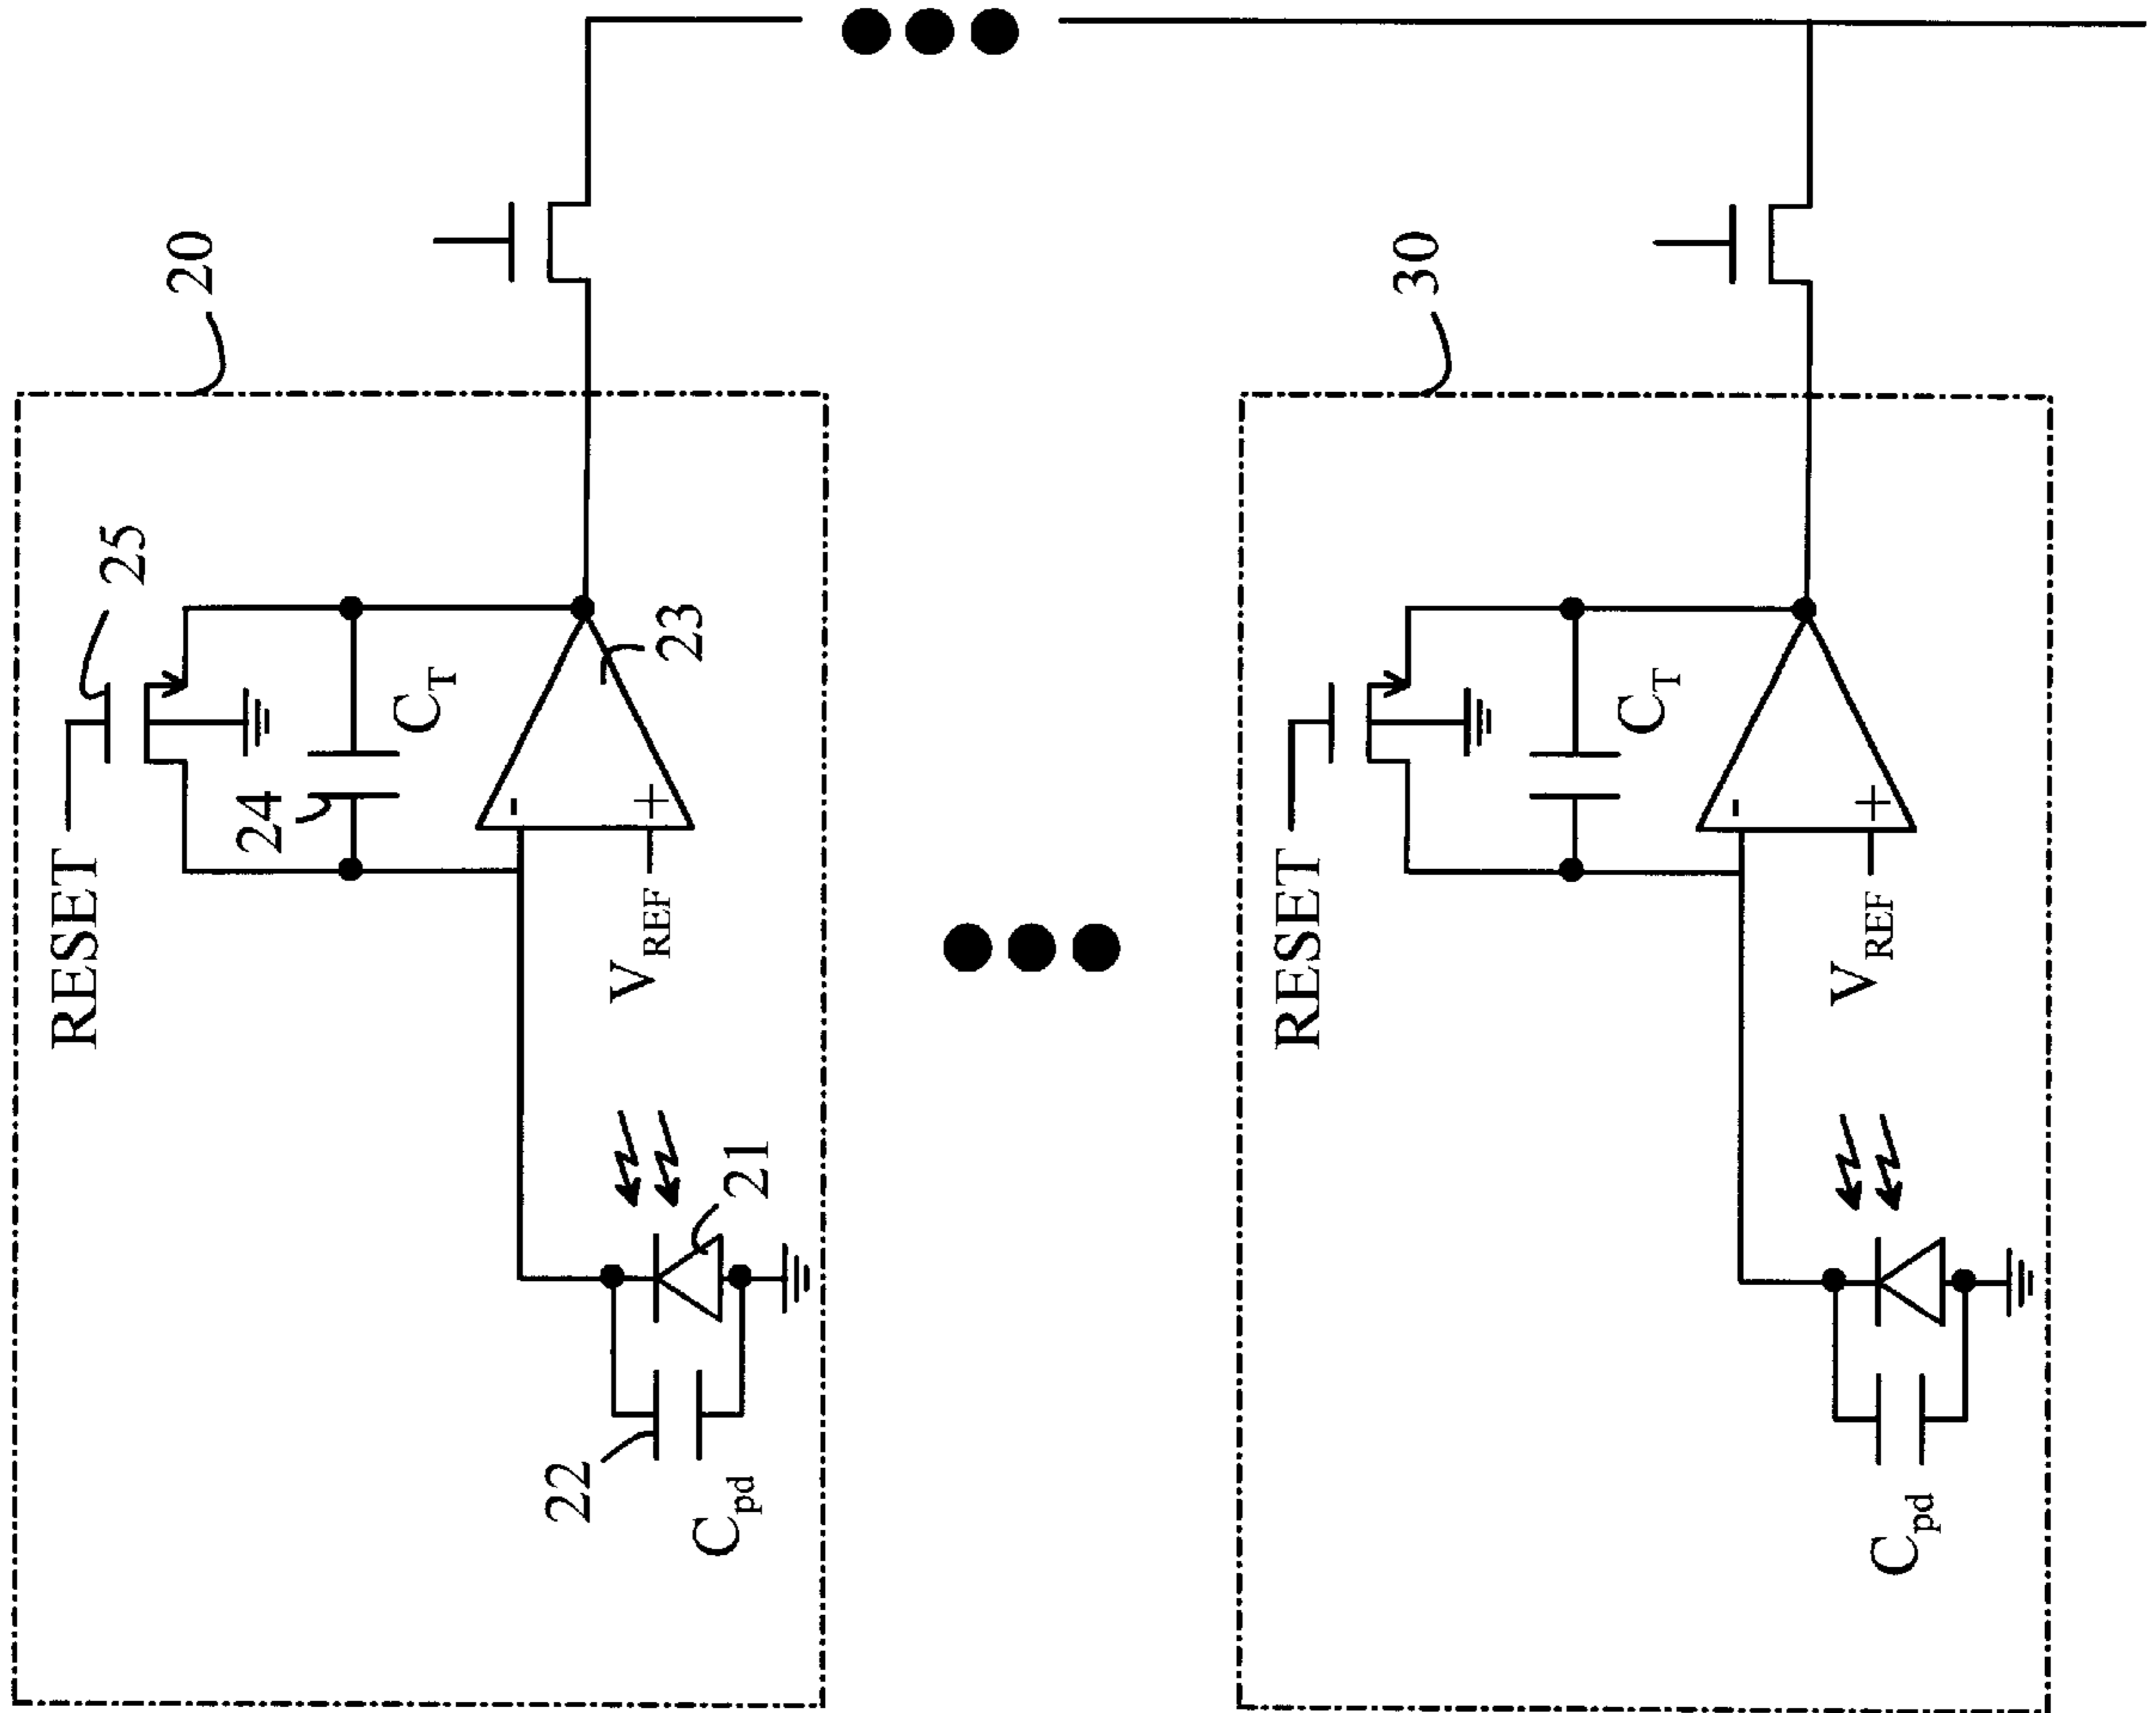 20
25
RESET
24
C_T
-
+
23
V_REF
21
22
C_pd
30
RESET
C_T
-
+
V_REF
C_pd